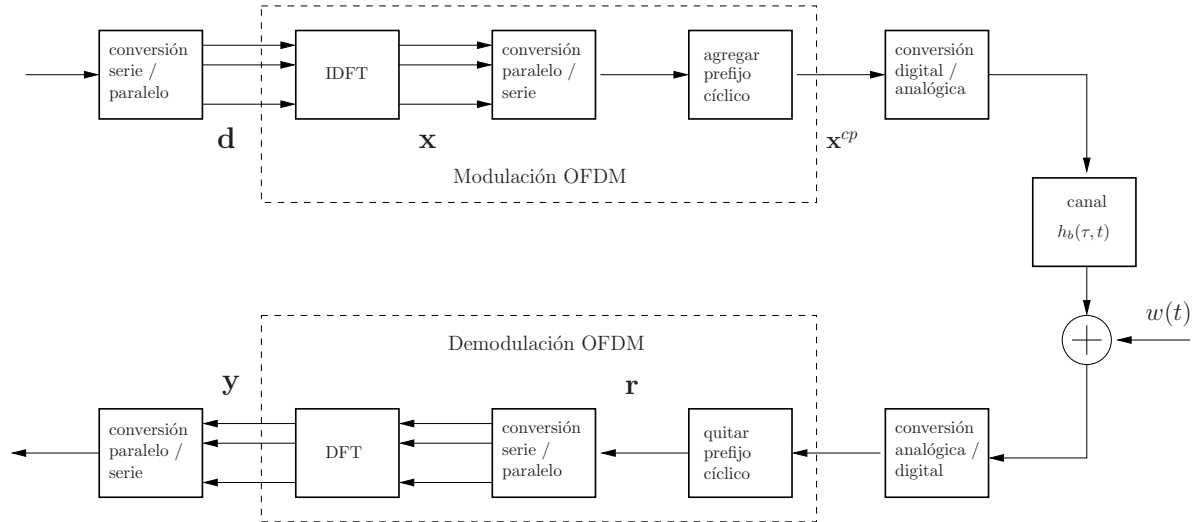 conversión
serie /
paralelo
IDFT
conversión
paralelo /
serie
agregar
prefijo
cíclico
conversión
digital /
analógica
d
x
x^{cp}
Modulación OFDM
canal
h_b(τ, t)
w(t)
Demodulación OFDM
y
r
conversión
paralelo /
serie
DFT
conversión
serie /
paralelo
quitar
prefijo
cíclico
conversión
analógica /
digital